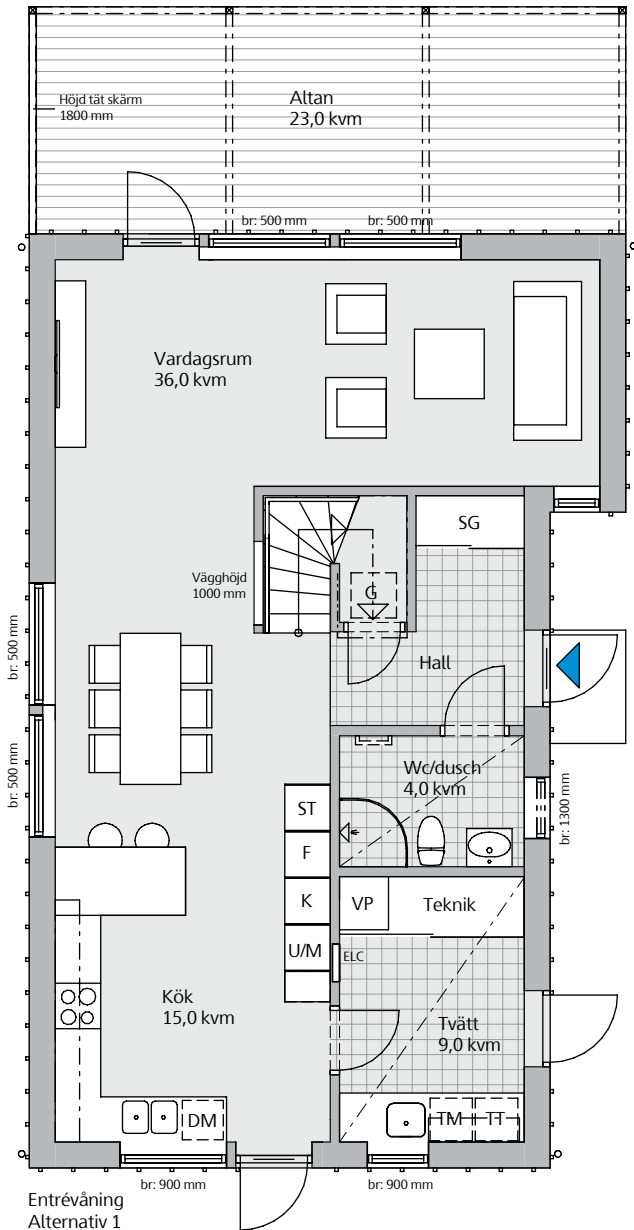 Höjd tät skärm
1800 mm
Altan
23,0 kvm
br: 500 mm
br: 500 mm
Vardagsrum
36,0 kvm
SG
Vägghöjd
1000 mm
G
br: 500 mm
Hall
br: 500 mm
Wc/dusch
4,0 kvm
br: 1300 mm
ST
F
K
VP
Teknik
U/M
ELC
Kök
15,0 kvm
Tvätt
9,0 kvm
DM
TM
TT
br: 900 mm
br: 900 mm
Entrévåning
Alternativ 1